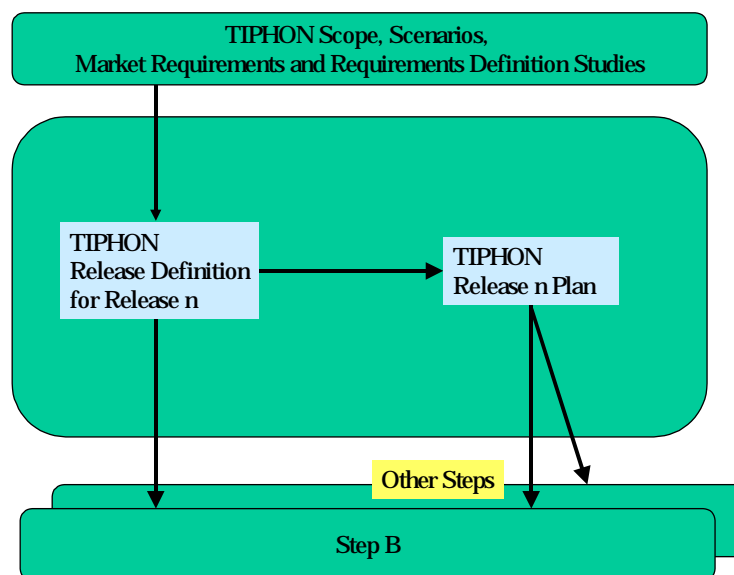 TIPHON Scope, Scenarios,
Market Requirements and Requirements Definition Studies
TIPHON
Release Definition
for Release n
TIPHON
Release n Plan
Other Steps
Step B